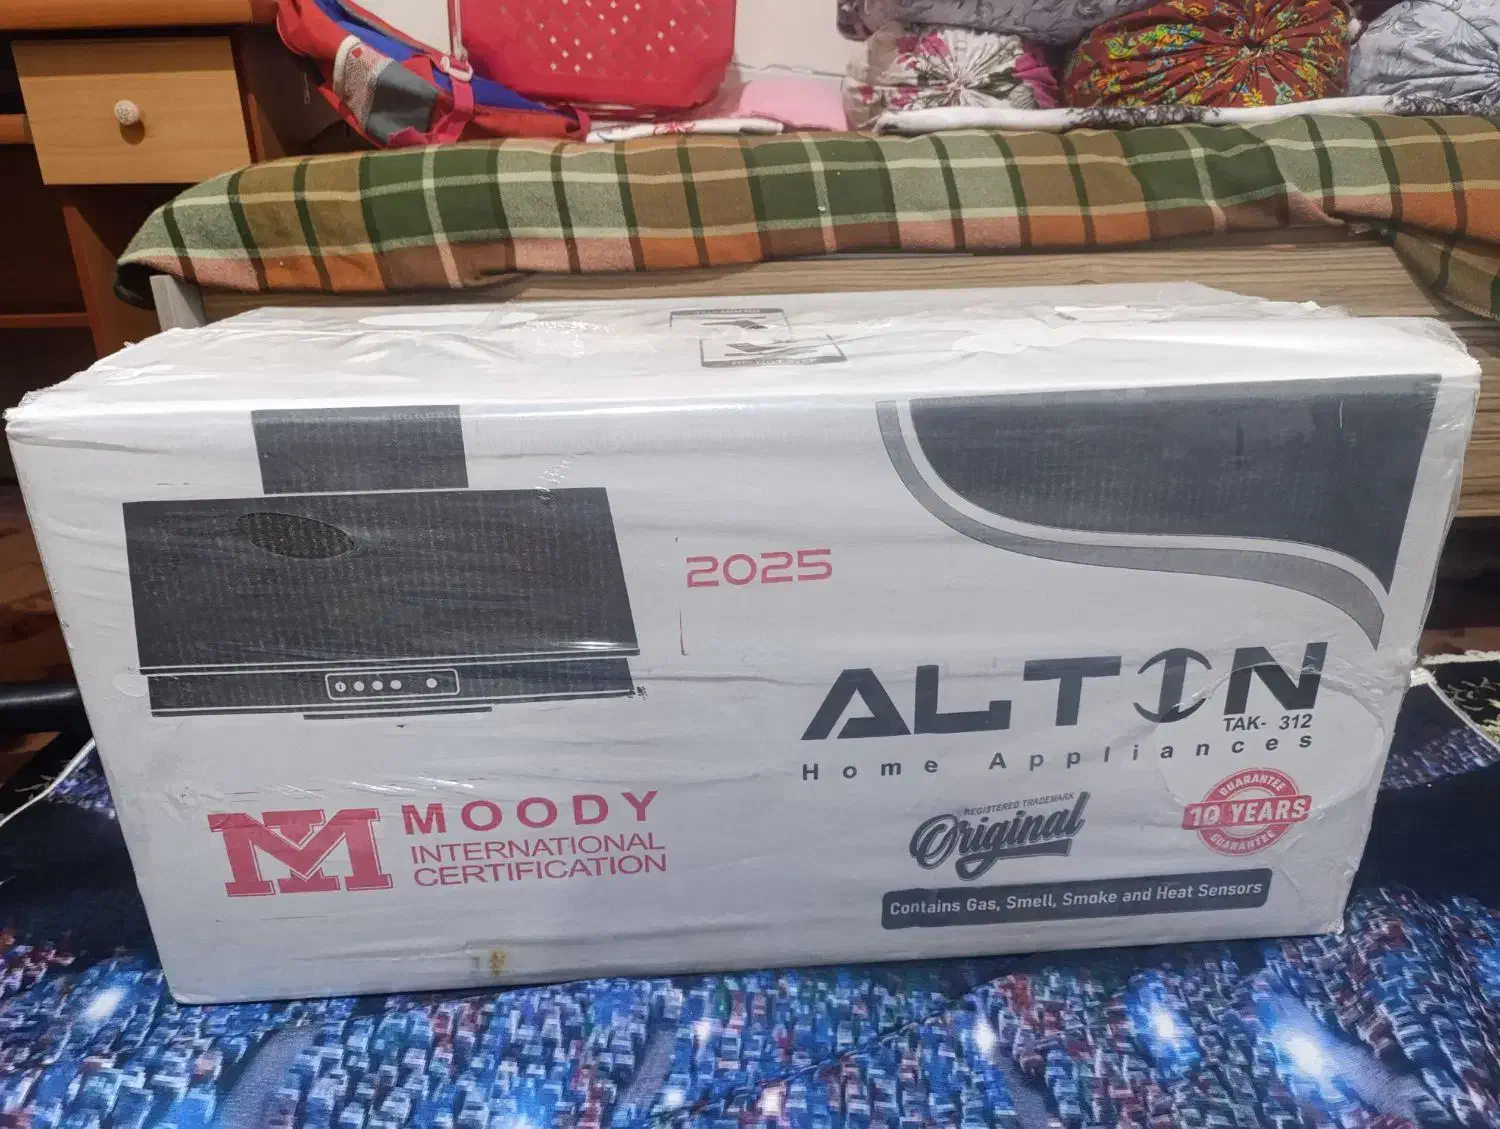 2025
ALTON
TAK- 312
Home Appliances
MOODY
INTERNATIONAL
CERTIFICATION
REGISTERED TRADEMARK
Original
GUARANTEE
10 YEARS
GUARANTEE
Contains Gas, Smell, Smoke and Heat Sensors